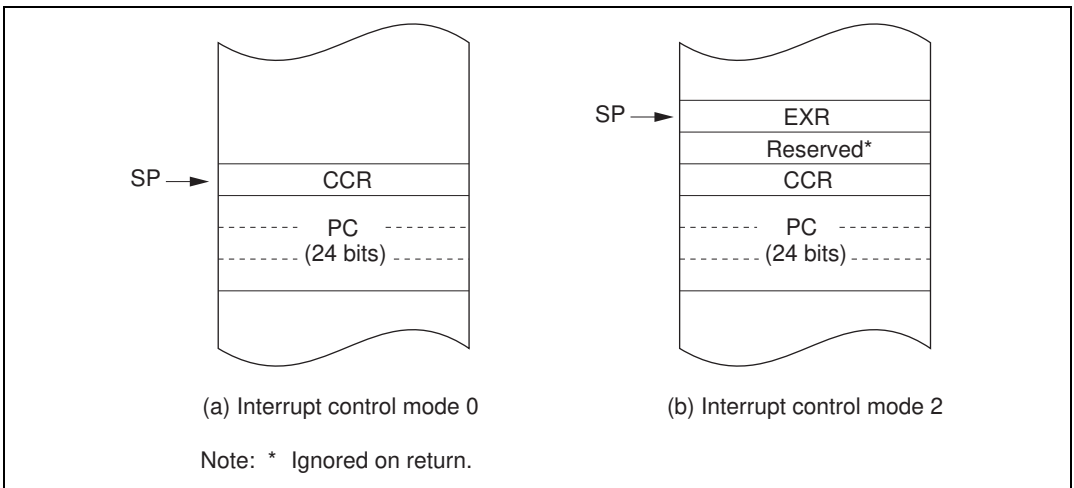 SP
CCR
PC
(24 bits)
(a) Interrupt control mode 0
SP
EXR
Reserved*
CCR
PC
(24 bits)
(b) Interrupt control mode 2
Note: * Ignored on return.